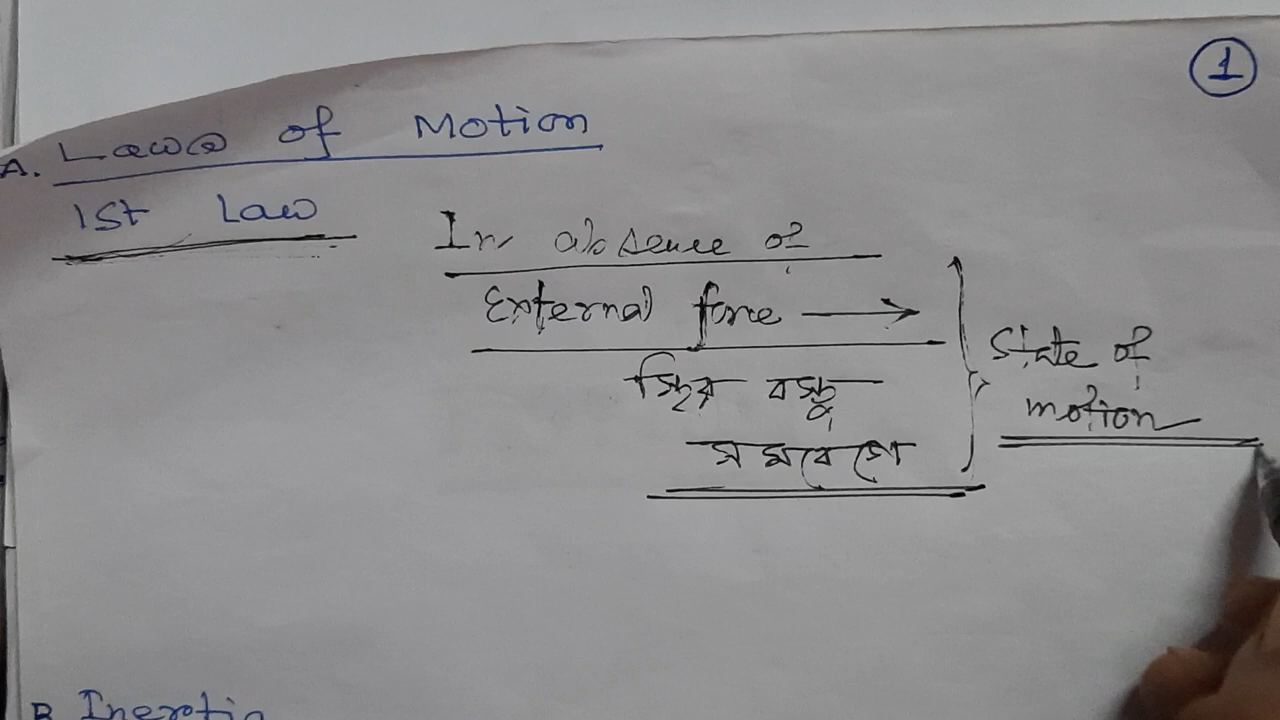 1
A. Laws of Motion
1st Law
In absence of
External force →
স্থির বস্তু
সমবেগে
State of
motion
B Inertia